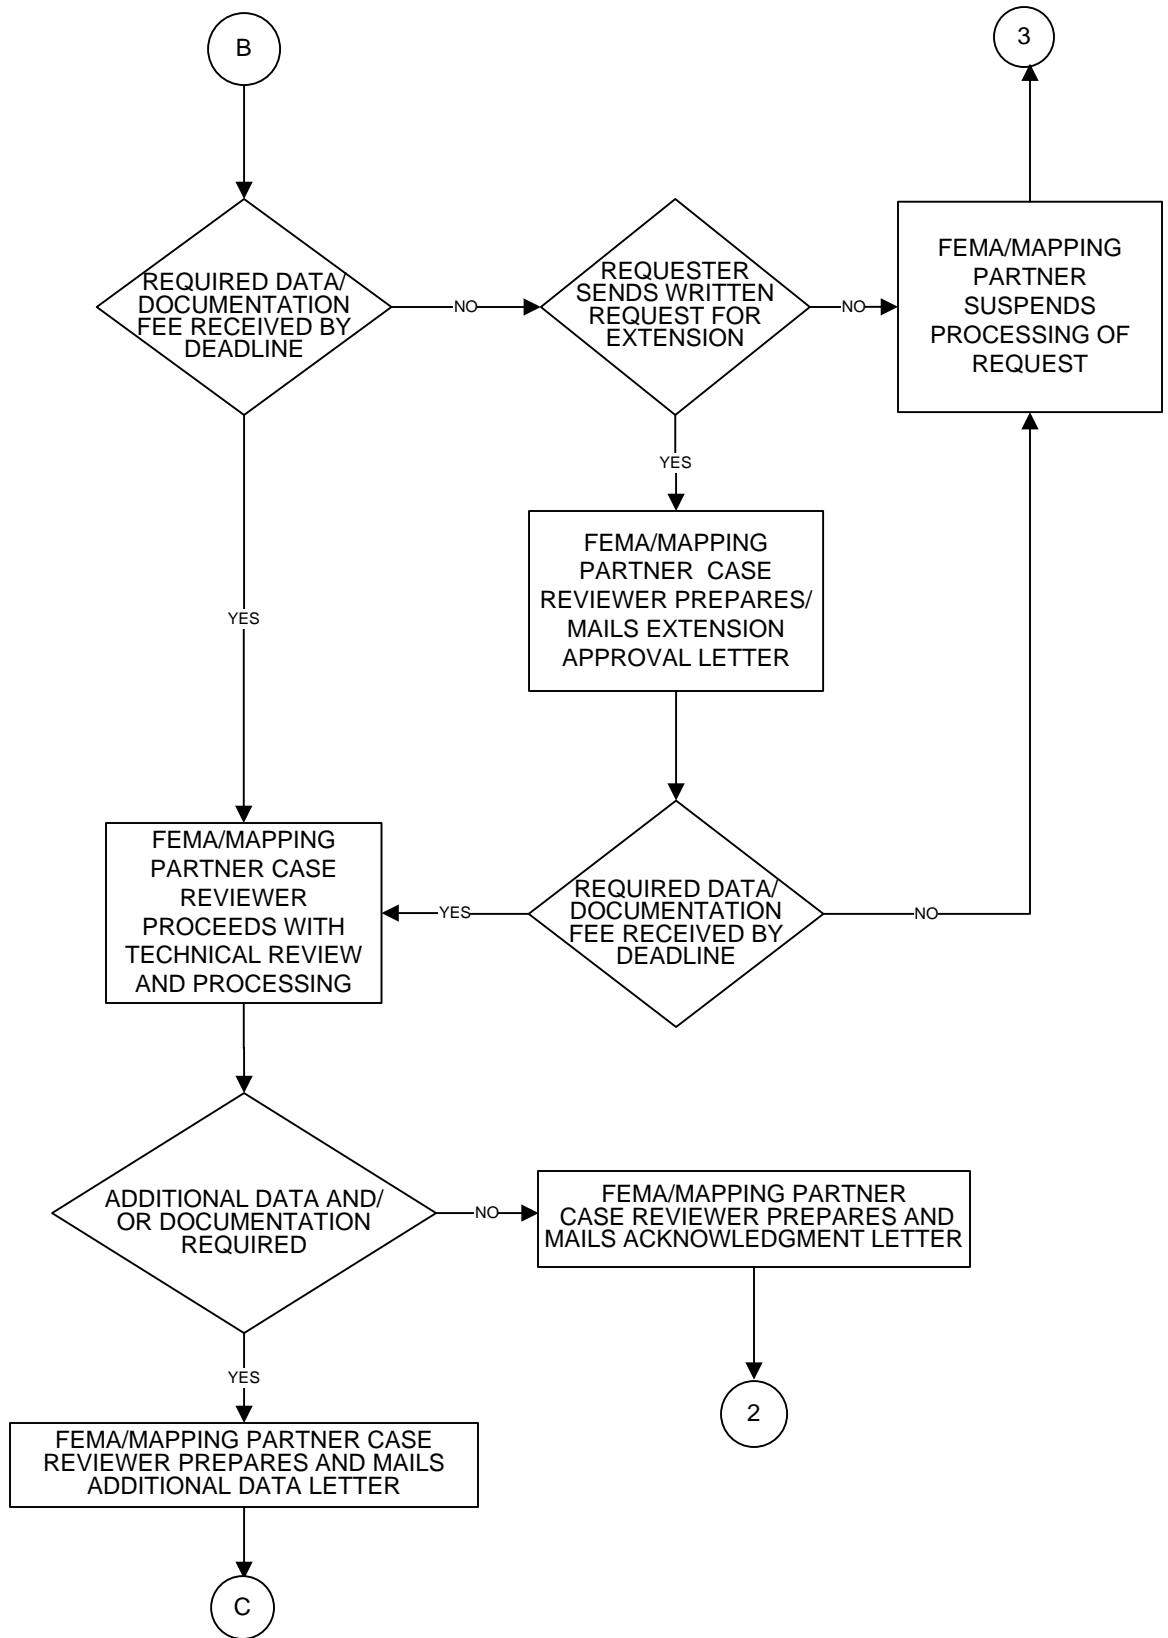 B
3
REQUIRED DATA/
DOCUMENTATION
FEE RECEIVED BY
DEADLINE
NO
REQUESTER
SENDS WRITTEN
REQUEST FOR
EXTENSION
NO
FEMA/MAPPING
PARTNER
SUSPENDS
PROCESSING OF
REQUEST
YES
FEMA/MAPPING
PARTNER CASE
REVIEWER PREPARES/
MAILS EXTENSION
APPROVAL LETTER
YES
FEMA/MAPPING
PARTNER CASE
REVIEWER
PROCEEDS WITH
TECHNICAL REVIEW
AND PROCESSING
YES
REQUIRED DATA/
DOCUMENTATION
FEE RECEIVED BY
DEADLINE
NO
ADDITIONAL DATA AND/
OR DOCUMENTATION
REQUIRED
NO
FEMA/MAPPING PARTNER
CASE REVIEWER PREPARES AND
MAILS ACKNOWLEDGMENT LETTER
YES
2
FEMA/MAPPING PARTNER CASE
REVIEWER PREPARES AND MAILS
ADDITIONAL DATA LETTER
C